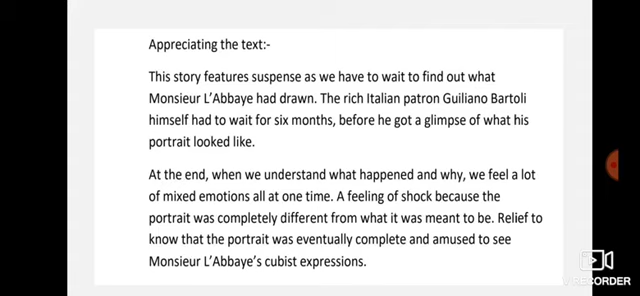 Appreciating the text:-
This story features suspense as we have to wait to find out what
Monsieur L'Abbaye had drawn. The rich Italian patron Guiliano Bartoli
himself had to wait for six months, before he got a glimpse of what his
portrait looked like.
At the end, when we understand what happened and why, we feel a lot
of mixed emotions all at one time. A feeling of shock because the
portrait was completely different from what it was meant to be. Relief to
know that the portrait was eventually complete and amused to see
Monsieur L'Abbaye's cubist expressions.
RECORDER